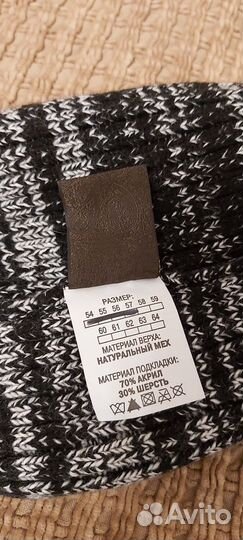 РАЗМЕР:
54 55 56 57 58 59
60 61 62 63 64
МАТЕРИАЛ ВЕРХА:
НАТУРАЛЬНЫЙ МЕХ
МАТЕРИАЛ ПОДКЛАДКИ:
70% АКРИЛ
30% ШЕРСТЬ
Avito